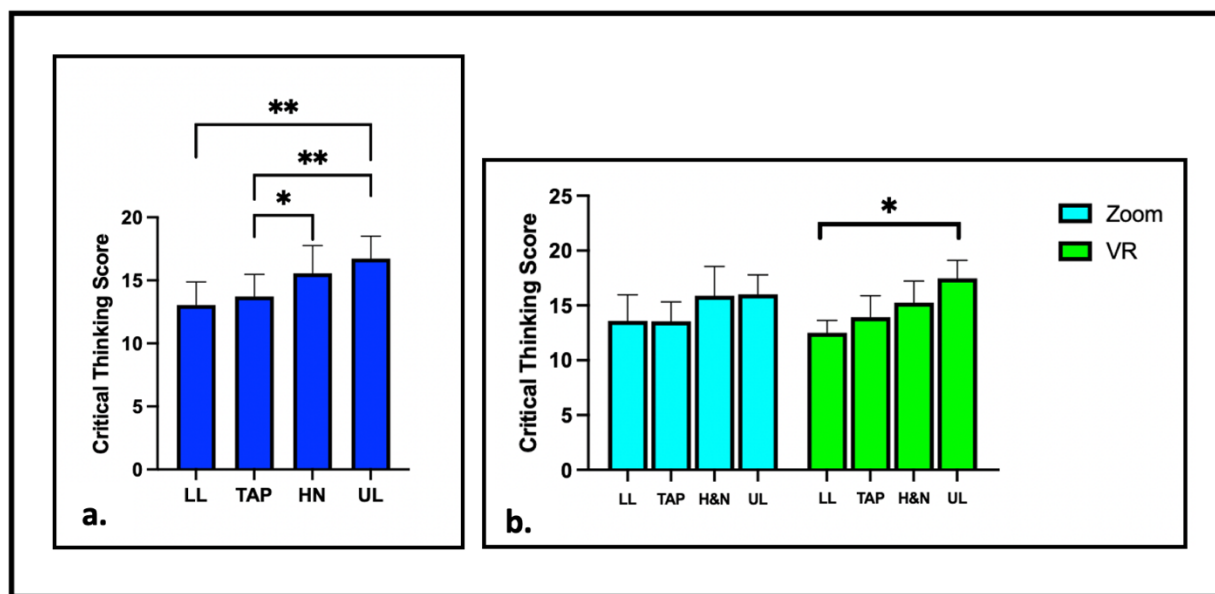 **
**
*
20
15
10
5
0
Critical Thinking Score
LL TAP HN UL
a.
25
20
15
10
5
0
Critical Thinking Score
*
Zoom
VR
LL TAP H&N UL LL TAP H&N UL
b.